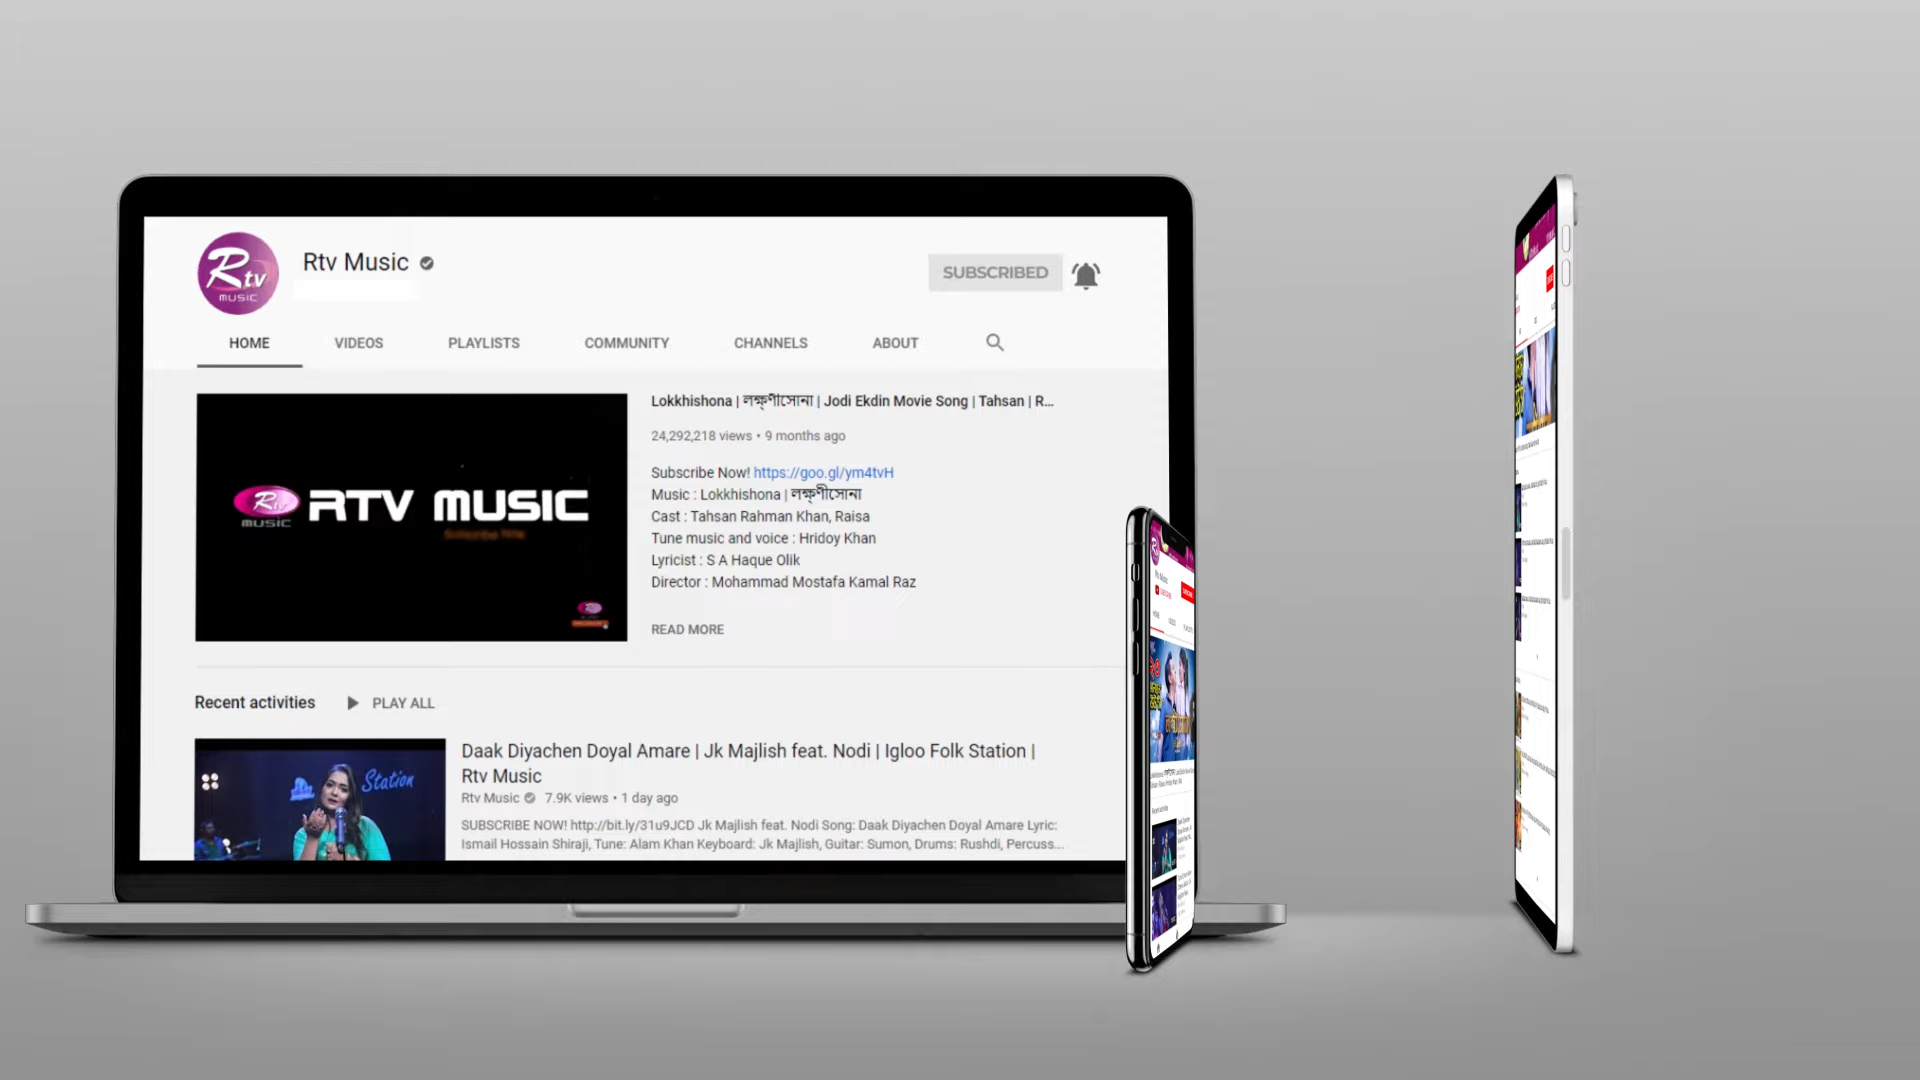 Rtv
MUSIC
Rtv Music
SUBSCRIBED
HOME
VIDEOS
PLAYLISTS
COMMUNITY
CHANNELS
ABOUT
Rtv
MUSIC
RTV MUSIC
Subscribe Now
Lokkhishona | লক্ষ্ণীসোনা | Jodi Ekdin Movie Song | Tahsan | R...
24,292,218 views • 9 months ago
Subscribe Now! https://goo.gl/ym4tvH
Music : Lokkhishona | লক্ষ্ণীসোনা
Cast : Tahsan Rahman Khan, Raisa
Tune music and voice : Hridoy Khan
Lyricist : S A Haque Olik
Director : Mohammad Mostafa Kamal Raz
READ MORE
Recent activities
PLAY ALL
Station
Daak Diyachen Doyal Amare | Jk Majlish feat. Nodi | Igloo Folk Station |
Rtv Music
Rtv Music 7.9K views • 1 day ago
SUBSCRIBE NOW! http://bit.ly/31u9JCD Jk Majlish feat. Nodi Song: Daak Diyachen Doyal Amare Lyric:
Ismail Hossain Shiraji, Tune: Alam Khan Keyboard: Jk Majlish, Guitar: Sumon, Drums: Rushdi, Percuss...